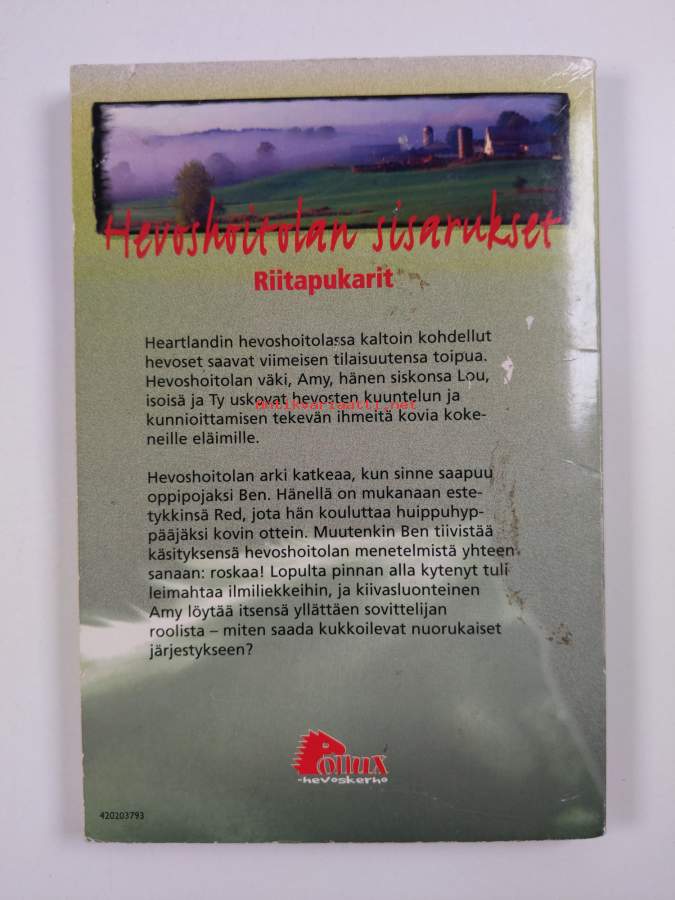 Hevoshoitolan sisarukset
Riitapukarit
Heartlandin hevoshoitolassa kaltoin kohdellut
hevoset saavat viimeisen tilaisuutensa toipua.
Hevoshoitolan väki, Amy, hänen siskonsa Lou,
isoisä ja Ty uskovat hevosten kuuntelun ja
antikvariaatti.net
kunnioittamisen tekevän ihmeitä kovia koke-
neille eläimille.
Hevoshoitolan arki katkeaa, kun sinne saapuu
oppipojaksi Ben. Hänellä on mukanaan este-
tykkinsä Red, jota hän kouluttaa huippuhyp-
pääjäksi kovin ottein. Muutenkin Ben tiivistää
käsityksensä hevoshoitolan menetelmistä yhteen
sanaan: roskaa! Lopulta pinnan alla kytenyt tuli
leimahtaa ilmiliekkeihin, ja kiivasluonteinen
Amy löytää itsensä yllättäen sovittelijan
roolista – miten saada kukkoilevat nuorukaiset
järjestykseen?
Pollux
-hevoskerho
420203793